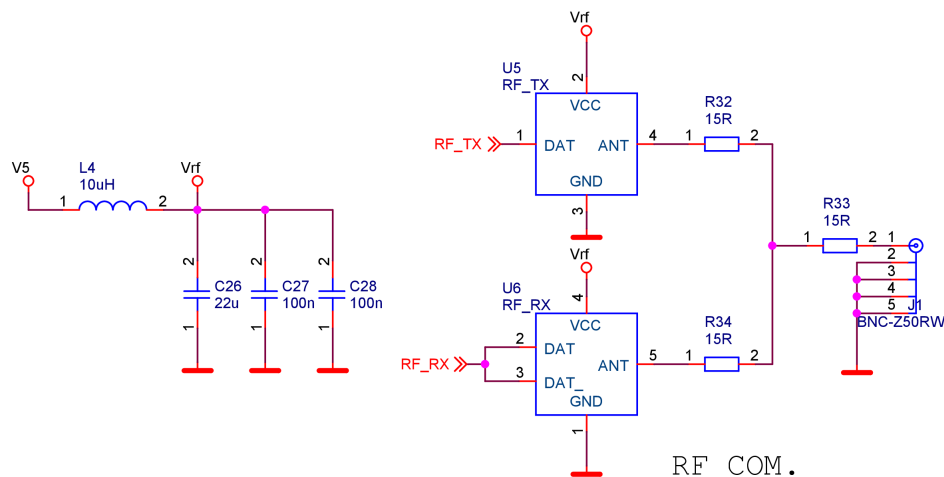 V5
1
L4
10uH
2
Vrf
2
C26
22u
1
2
C27
100n
1
2
C28
100n
1
Vrf
2
U5
RF_TX
VCC
RF_TX
1
DAT
ANT
4
GND
3
1
R32
15R
2
Vrf
4
U6
RF_RX
VCC
RF_RX
2
DAT
3
DAT_
ANT
5
GND
1
1
R34
15R
2
1
R33
15R
2
1
2
3
4
5
J1
BNC-Z50RW
RF COM.